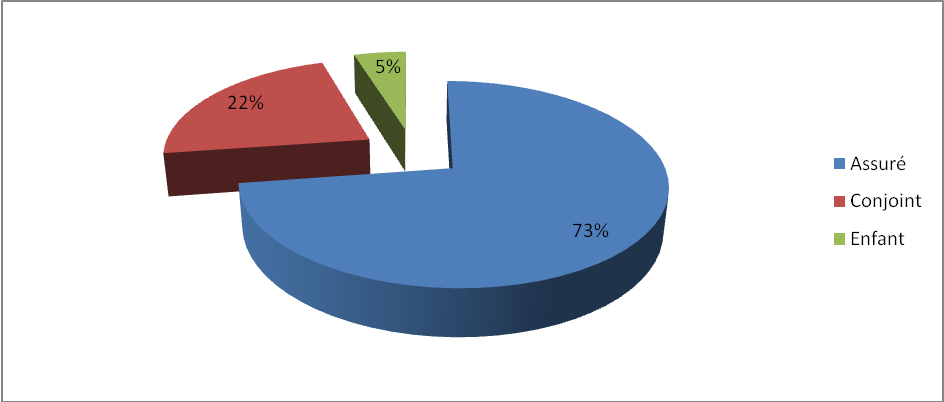 5%
22%
73%
Assuré
Conjoint
Enfant